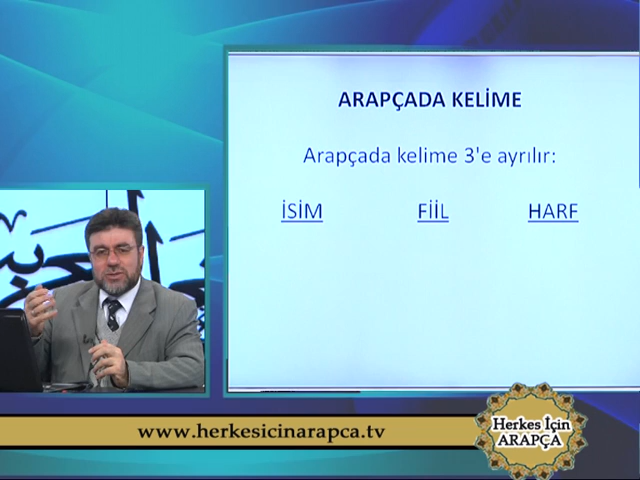 ARAPÇADA KELİME
Arapçada kelime 3'e ayrılır:
İSİM FİİL HARF
www.herkesicinarapca.tv
Herkes İçin
ARAPÇA